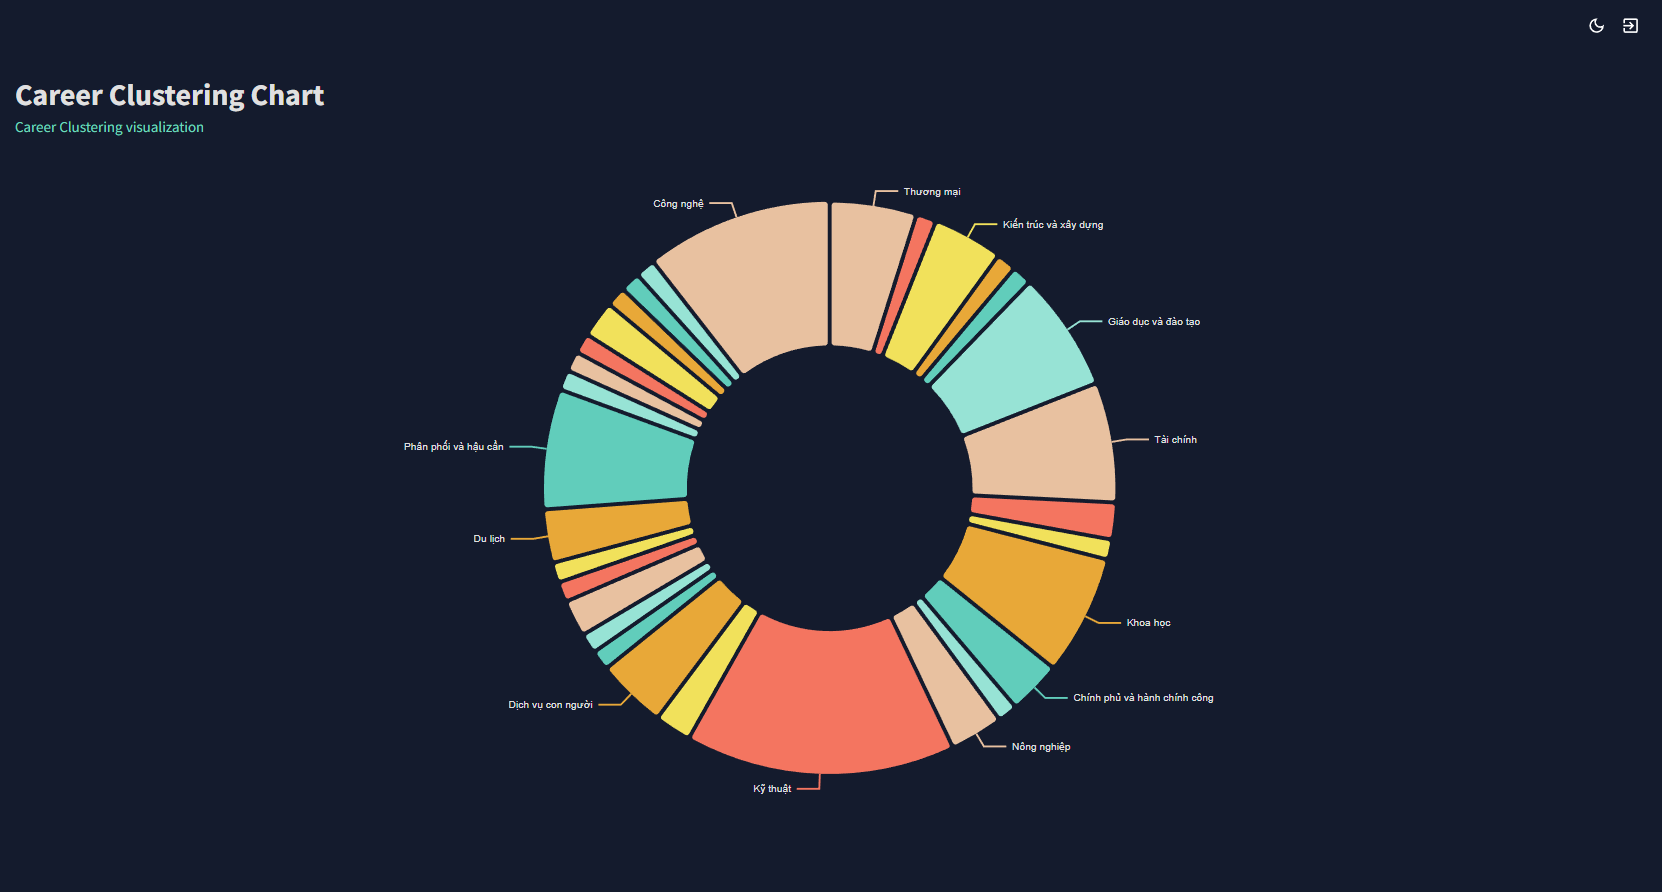 Career Clustering Chart
Career Clustering visualization
Thương mại
Công nghệ
Kiến trúc và xây dựng
Giáo dục và đào tạo
Tài chính
Phân phối và hậu cần
Du lịch
Khoa học
Chính phủ và hành chính công
Dịch vụ con người
Nông nghiệp
Kỹ thuật